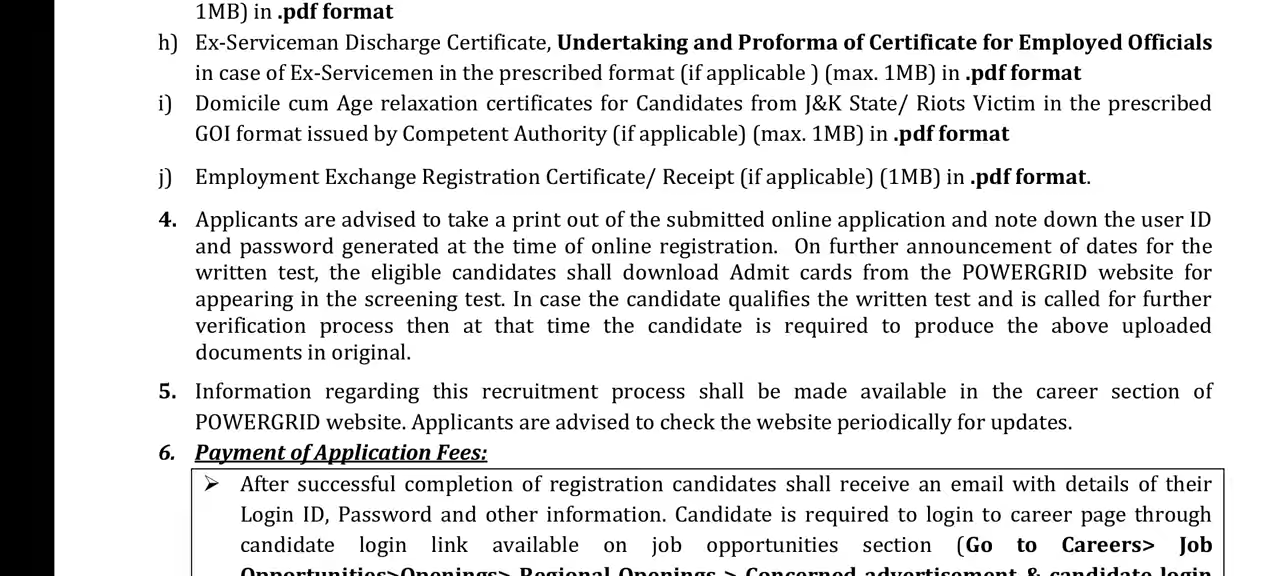 1MB) in .pdf format
h) Ex-Serviceman Discharge Certificate, Undertaking and Proforma of Certificate for Employed Officials
in case of Ex-Servicemen in the prescribed format (if applicable ) (max. 1MB) in .pdf format
i) Domicile cum Age relaxation certificates for Candidates from J&K State/ Riots Victim in the prescribed
GOI format issued by Competent Authority (if applicable) (max. 1MB) in .pdf format
j) Employment Exchange Registration Certificate/ Receipt (if applicable) (1MB) in .pdf format.
4. Applicants are advised to take a print out of the submitted online application and note down the user ID
and password generated at the time of online registration. On further announcement of dates for the
written test, the eligible candidates shall download Admit cards from the POWERGRID website for
appearing in the screening test. In case the candidate qualifies the written test and is called for further
verification process then at that time the candidate is required to produce the above uploaded
documents in original.
5. Information regarding this recruitment process shall be made available in the career section of
POWERGRID website. Applicants are advised to check the website periodically for updates.
6. Payment of Application Fees:
➢ After successful completion of registration candidates shall receive an email with details of their
Login ID, Password and other information. Candidate is required to login to career page through
candidate login link available on job opportunities section (Go to Careers> Job
Opportunities>Openings> Regional Openings > Concerned advertisement & candidate login